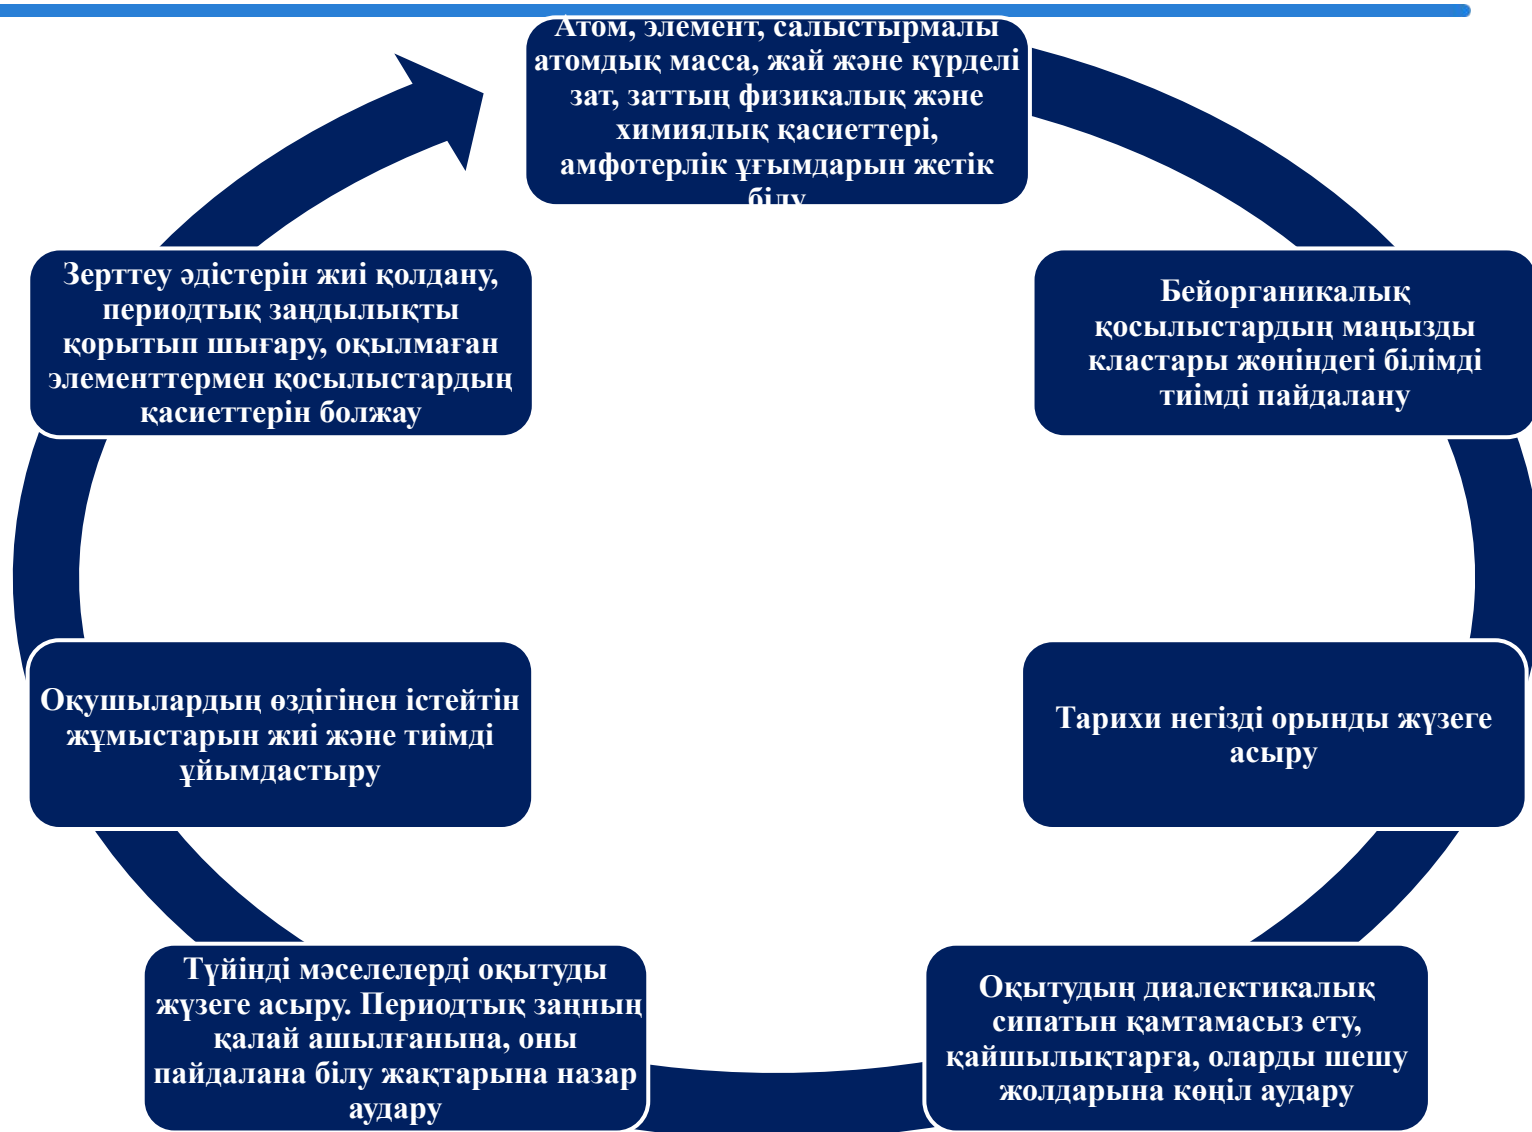 Атом, элемент, салыстырмалы
атомдық масса, жай және күрделі
зат, заттың физикалық және
химиялық қасиеттері,
амфотерлік ұғымдарын жетік
білу
Бейорганикалық
қосылыстардың маңызды
кластары жөніндегі білімді
тиімді пайдалану
Тарихи негізді орынды жүзеге
асыру
Оқытудың диалектикалық
сипатын қамтамасыз ету,
қайшылықтарға, оларды шешу
жолдарына көңіл аудару
Түйінді мәселелерді оқытуды
жүзеге асыру. Периодтық заңның
қалай ашылғанына, оны
пайдалана білу жақтарына назар
аудару
Оқушылардың өздігінен істейтін
жұмыстарын жиі және тиімді
ұйымдастыру
Зерттеу әдістерін жиі қолдану,
периодтық заңдылықты
қорытып шығару, оқылмаған
элементтермен қосылыстардың
қасиеттерін болжау